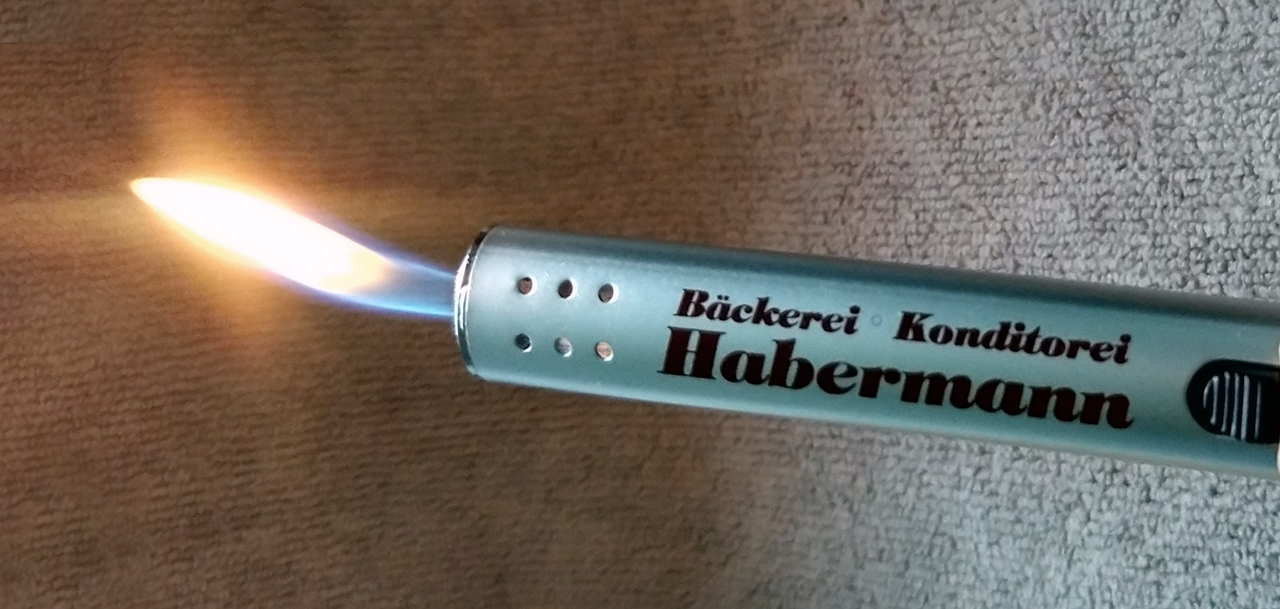 Bäckerei Konditorei
Habermann